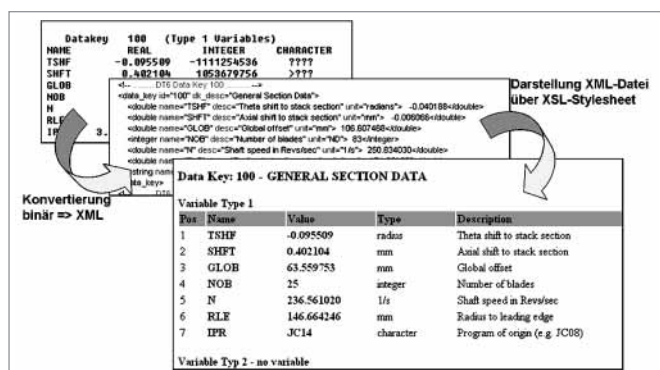 Datakey 100 (Type 1 Variables)
NAME REAL INTEGER CHARACTER
TSHF -0.095509 -1111254536 ????
SHFT 0.402104 1053679756 >???
GLOB
NOB
N
RLE
IPR 3.
<!-- DT6 Data Key 100 -->
<data_key id="100" dk_desc="General Section Data">
<double name="TSHF" desc="Theta shift to stack section" unit="radians"> -0.040188</double>
<double name="SHFT" desc="Axial shift to stack section" unit="mm"> -0.006066</double>
<double name="GLOB" desc="Global offset" unit="mm"> 106.607468</double>
<integer name="NOB" desc="Number of blades" unit="ND"> 83</integer>
<double name="N" desc="Shaft speed in Revs/sec" unit="1/s"> 250.834030</double>
<double na
<string name
data_key>
<!-- DT6
Darstellung XML-Datei
über XSL-Stylesheet
Konvertierung
binär => XML
Data Key: 100 - GENERAL SECTION DATA
Variable Type 1
Pos Name Value Type Description
1 TSHF -0.095509 radius Theta shift to stack section
2 SHFT 0.402104 mm Axial shift to stack section
3 GLOB 63.559753 mm Global offset
4 NOB 25 integer Number of blades
5 N 236.561020 1/s Shaft speed in Revs/sec
6 RLE 146.664246 mm Radius to leading edge
7 IPR JC14 character Program of origin (e.g. JC08)
Variable Typ 2 - no variable